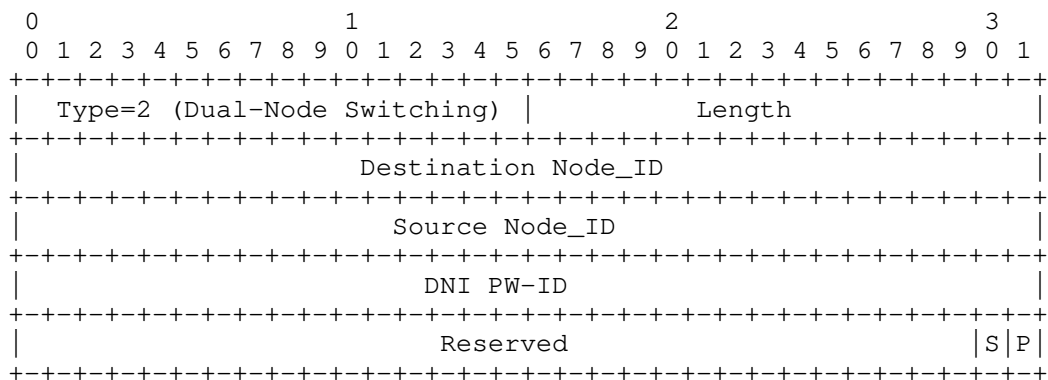 0                   1                   2                   3
 0 1 2 3 4 5 6 7 8 9 0 1 2 3 4 5 6 7 8 9 0 1 2 3 4 5 6 7 8 9 0 1
+-+-+-+-+-+-+-+-+-+-+-+-+-+-+-+-+-+-+-+-+-+-+-+-+-+-+-+-+-+-+-+-+
|  Type=2 (Dual-Node Switching) |          Length               |
+-+-+-+-+-+-+-+-+-+-+-+-+-+-+-+-+-+-+-+-+-+-+-+-+-+-+-+-+-+-+-+-+
|                     Destination Node_ID                       |
+-+-+-+-+-+-+-+-+-+-+-+-+-+-+-+-+-+-+-+-+-+-+-+-+-+-+-+-+-+-+-+-+
|                       Source Node_ID                          |
+-+-+-+-+-+-+-+-+-+-+-+-+-+-+-+-+-+-+-+-+-+-+-+-+-+-+-+-+-+-+-+-+
|                         DNI PW-ID                             |
+-+-+-+-+-+-+-+-+-+-+-+-+-+-+-+-+-+-+-+-+-+-+-+-+-+-+-+-+-+-+-+-+
|                          Reserved                         |S|P|
+-+-+-+-+-+-+-+-+-+-+-+-+-+-+-+-+-+-+-+-+-+-+-+-+-+-+-+-+-+-+-+-+